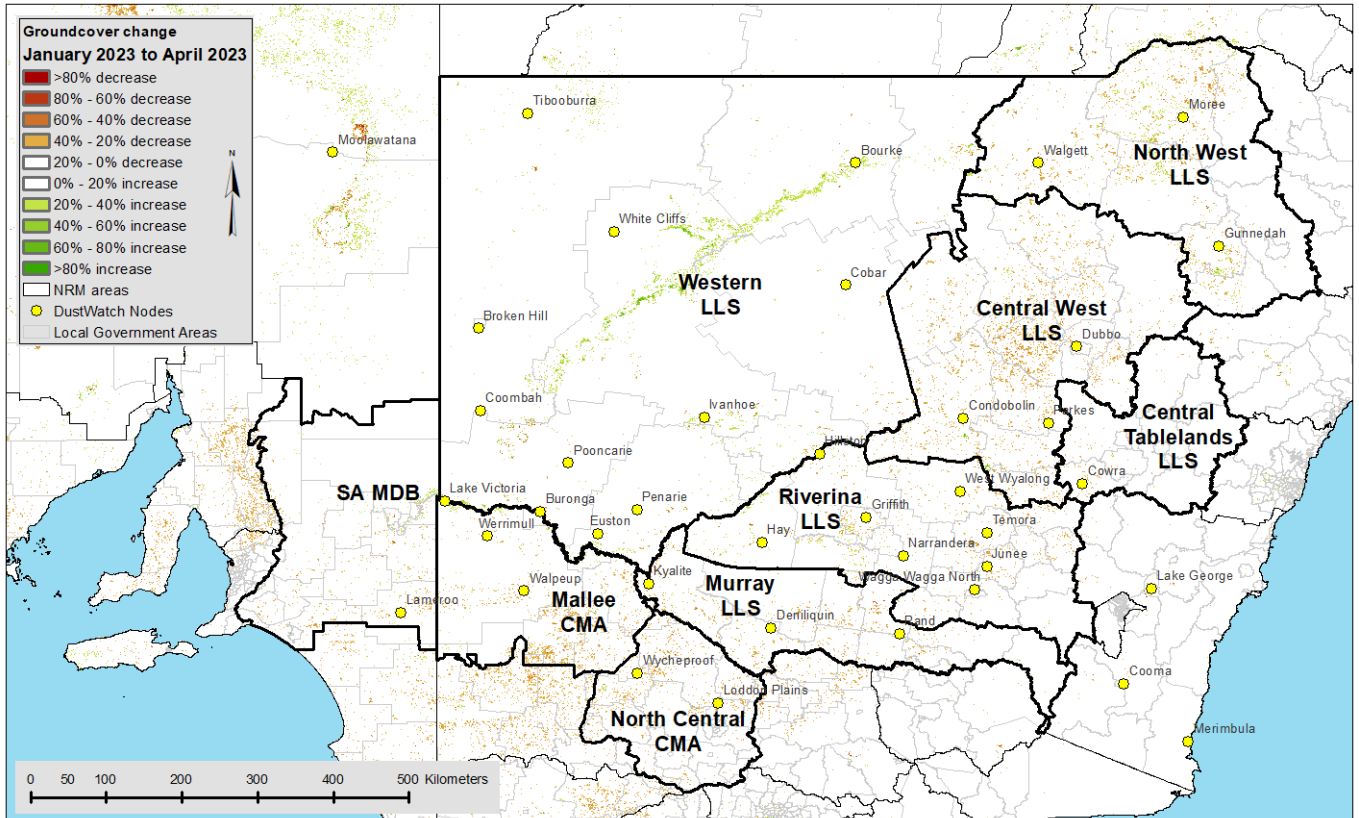 Groundcover change
January 2023 to April 2023
>80% decrease
80% - 60% decrease
60% - 40% decrease
40% - 20% decrease
20% - 0% decrease
0% - 20% increase
20% - 40% increase
40% - 60% increase
60% - 80% increase
>80% increase
NRM areas
DustWatch Nodes
Local Government Areas
N
Tibooburra
Moolawatana
Moree
Bourke
Walgett
North West
LLS
White Cliffs
Gunnedah
Western
LLS
Cobar
Broken Hill
Central West
LLS
Dubbo
Coombah
Ivanhoe
Condobolin
Parkes
Central
Tablelands
LLS
Hillston
Pooncarie
SA MDB
Lake Victoria
Buronga
Penarie
Riverina
LLS
West Wyalong
Cowra
Werrimull
Euston
Griffith
Hay
Temora
Narrandera
Junee
Walpeup
Kyalite
Wagga Wagga North
Lake George
Mallee
CMA
Murray
LLS
Lameroo
Deniliquin
Rand
Wycheproof
Cooma
Loddon Plains
North Central
CMA
Merimbula
0 50 100 200 300 400 500 Kilometers